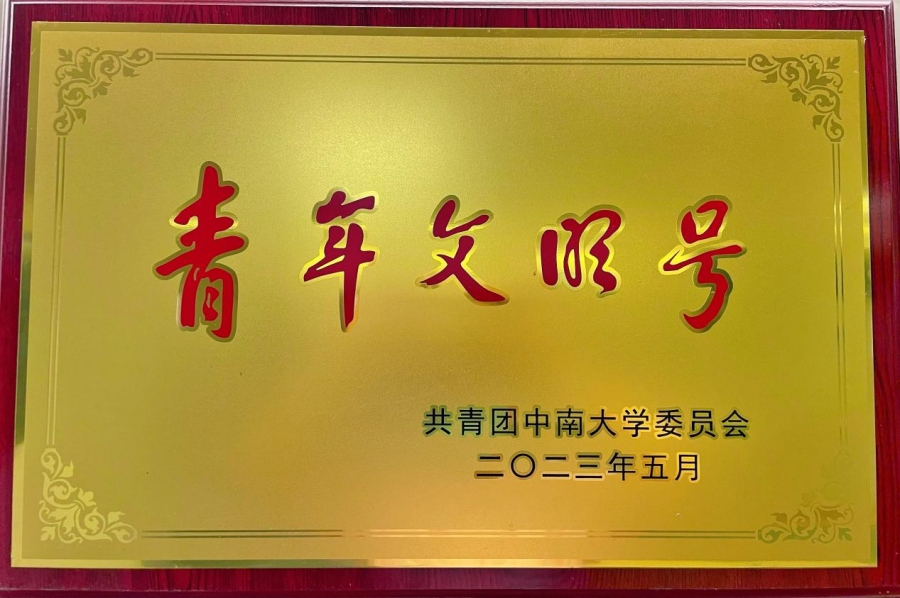 青年文明号
共青团中南大学委员会
二〇二三年五月